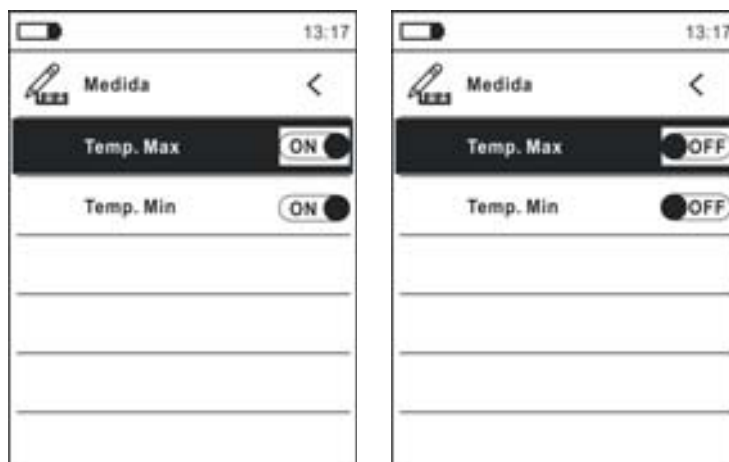 13:17
Medida
Temp. Max ON
Temp. Min ON
13:17
Medida
Temp. Max OFF
Temp. Min OFF